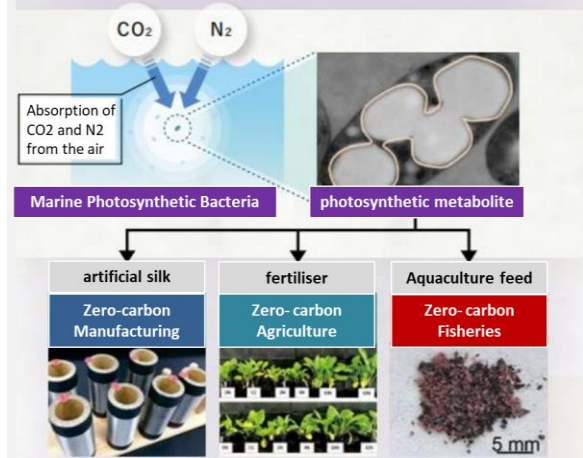 CO2
N2
Absorption of
CO2 and N2
from the air
Marine Photosynthetic Bacteria
photosynthetic metabolite
artificial silk
fertiliser
Aquaculture feed
Zero-carbon
Manufacturing
Zero- carbon
Agriculture
Zero- carbon
Fisheries
5 mm